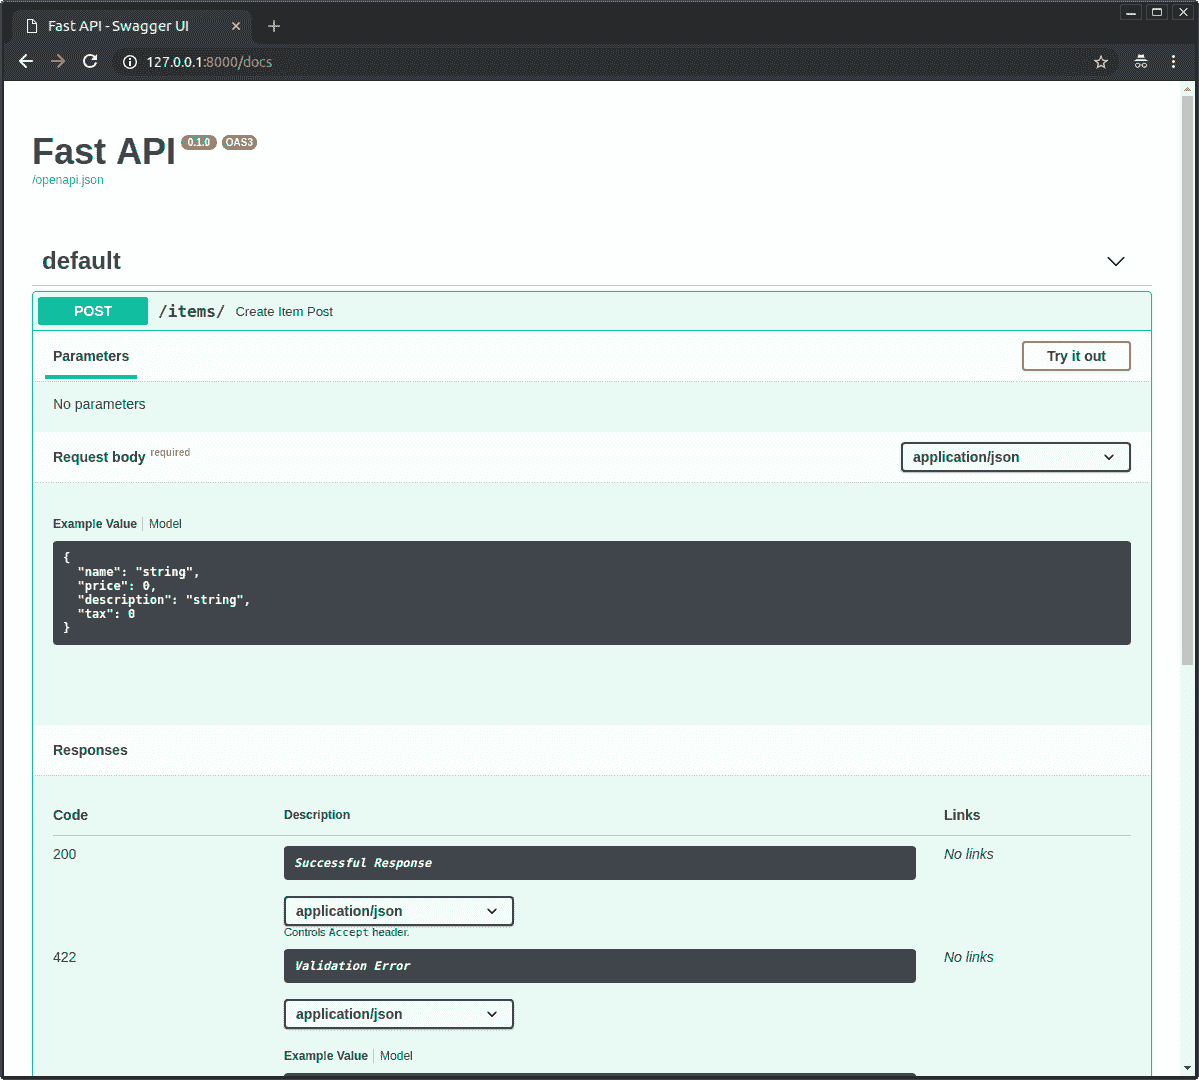 Fast API - Swagger UI
127.0.0.1:8000/docs
Fast API 0.1.0 OAS3
/openapi.json
default
POST /items/ Create Item Post
Parameters Try it out
No parameters
Request body required application/json
Example Value Model
{
"name": "string",
"price": 0,
"description": "string",
"tax": 0
}
Responses
Code Description Links
200 Successful Response No links
application/json
Controls Accept header.
422 Validation Error No links
application/json
Example Value Model